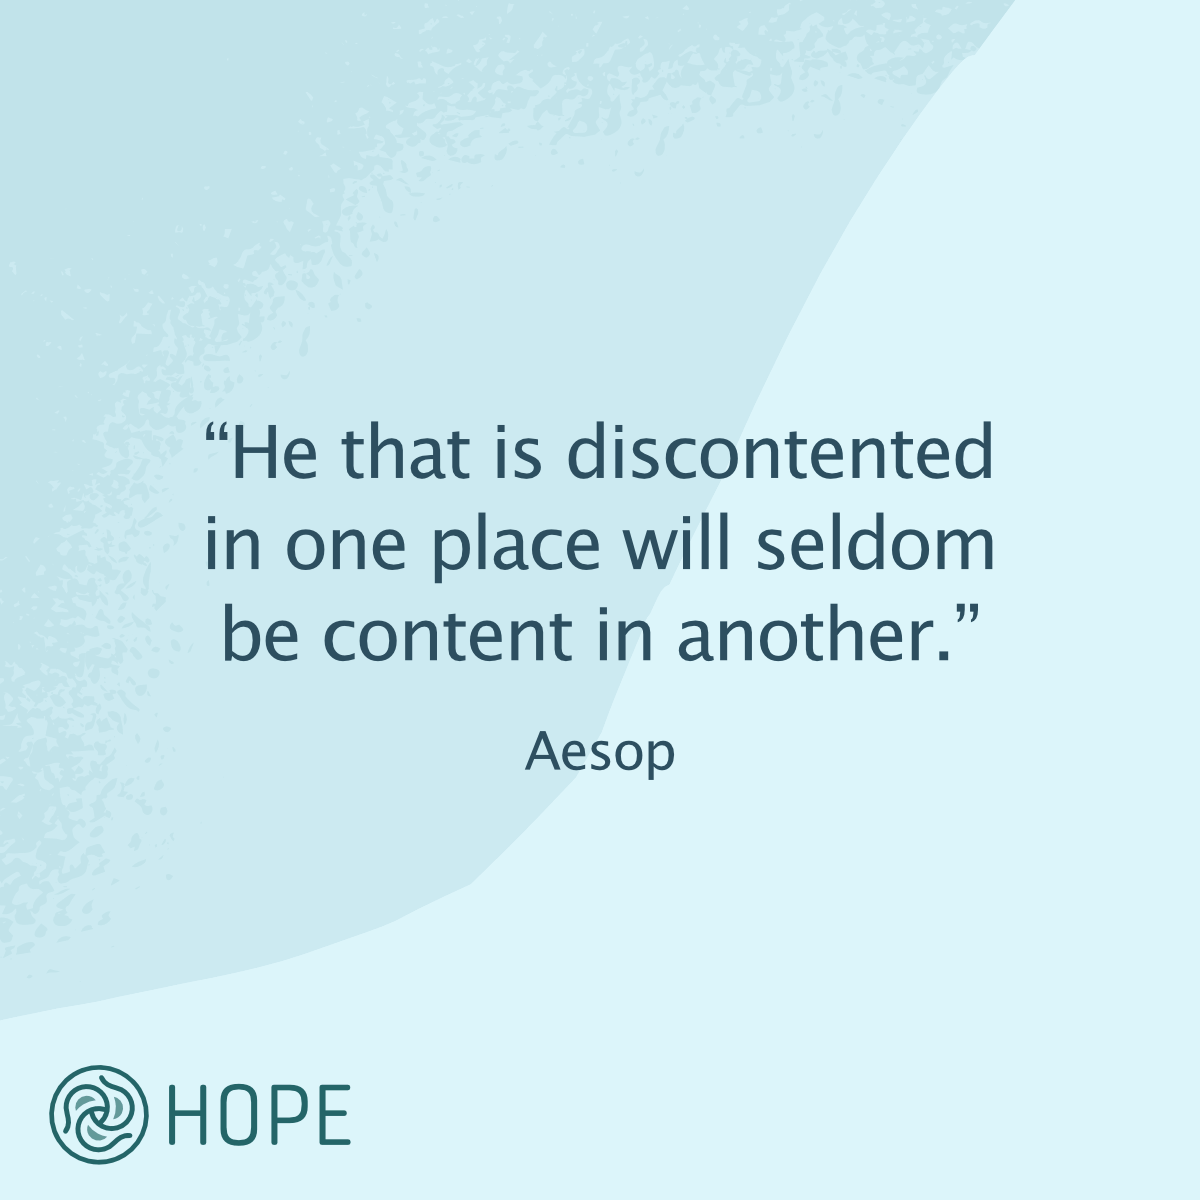 “He that is discontented
in one place will seldom
be content in another.”
Aesop
HOPE